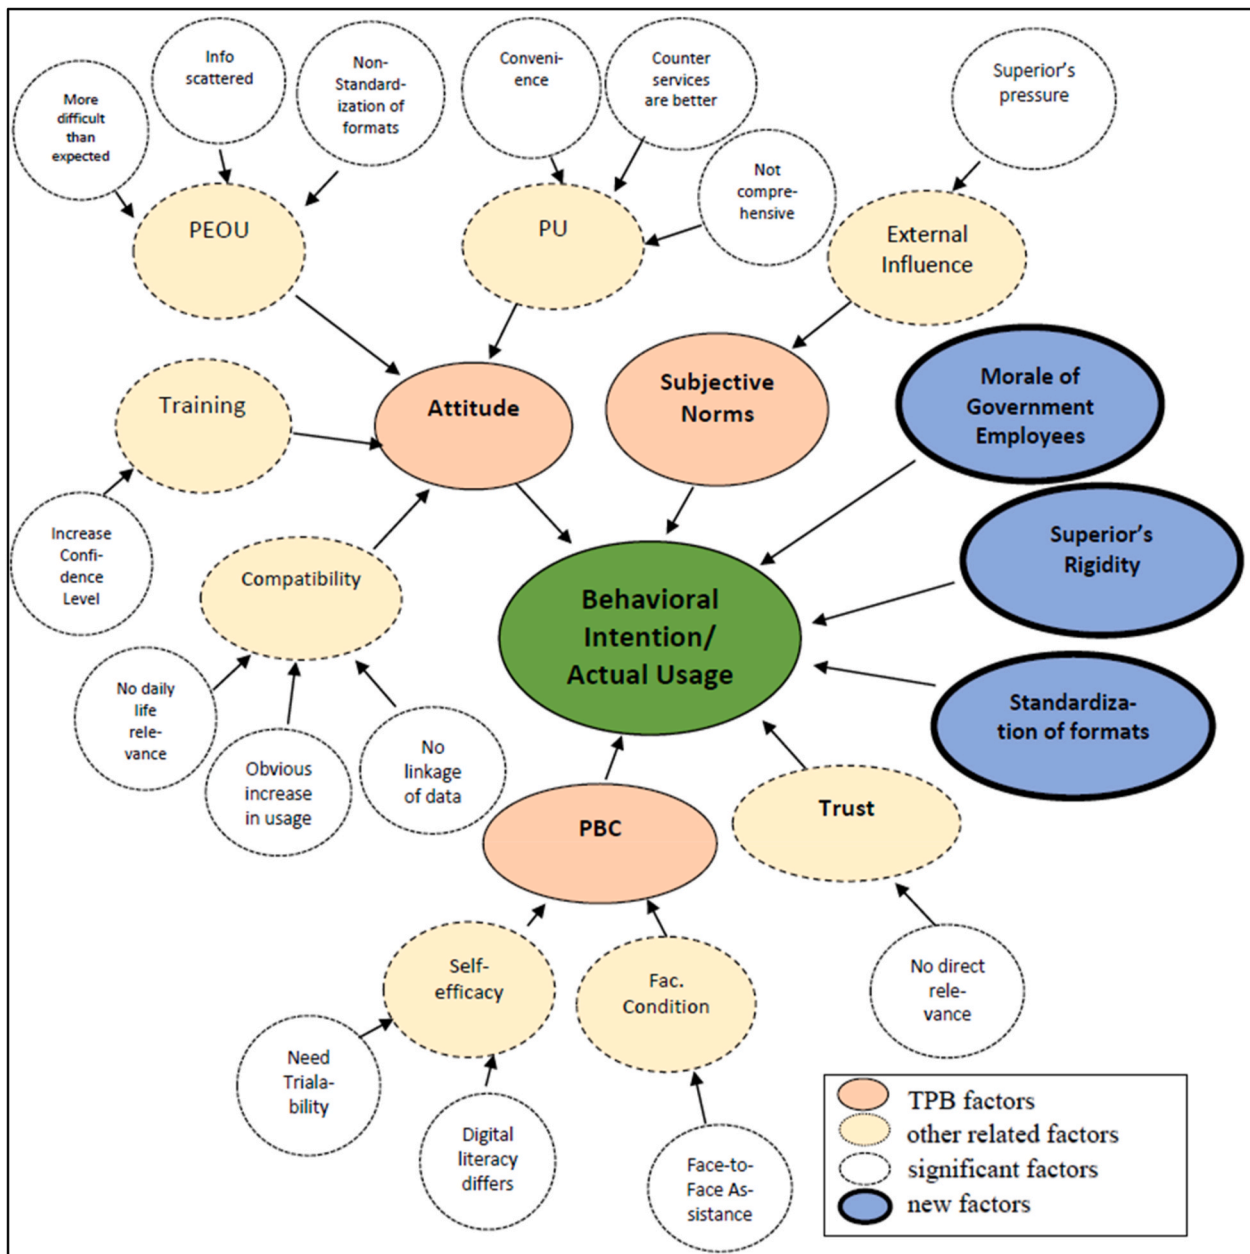 More
difficult
than
expected
Info
scattered
Non-
Standard-
ization of
formats
Conveni-
ence
Counter
services
are better
Not
compre-
hensive
Superior's
pressure
PEOU
PU
External
Influence
Training
Attitude
Subjective
Norms
Morale of
Government
Employees
Increase
Confi-
dence
Level
Compatibility
Behavioral
Intention/
Actual Usage
Superior's
Rigidity
Standardiza-
tion of formats
No daily
life
rele-
vance
Obvious
increase
in usage
No
linkage
of data
PBC
Trust
Self-
efficacy
Fac.
Condition
No direct
rele-
vance
Need
Triala-
bility
Digital
literacy
differs
Face-to-
Face As-
sistance
TPB factors
other related factors
significant factors
new factors